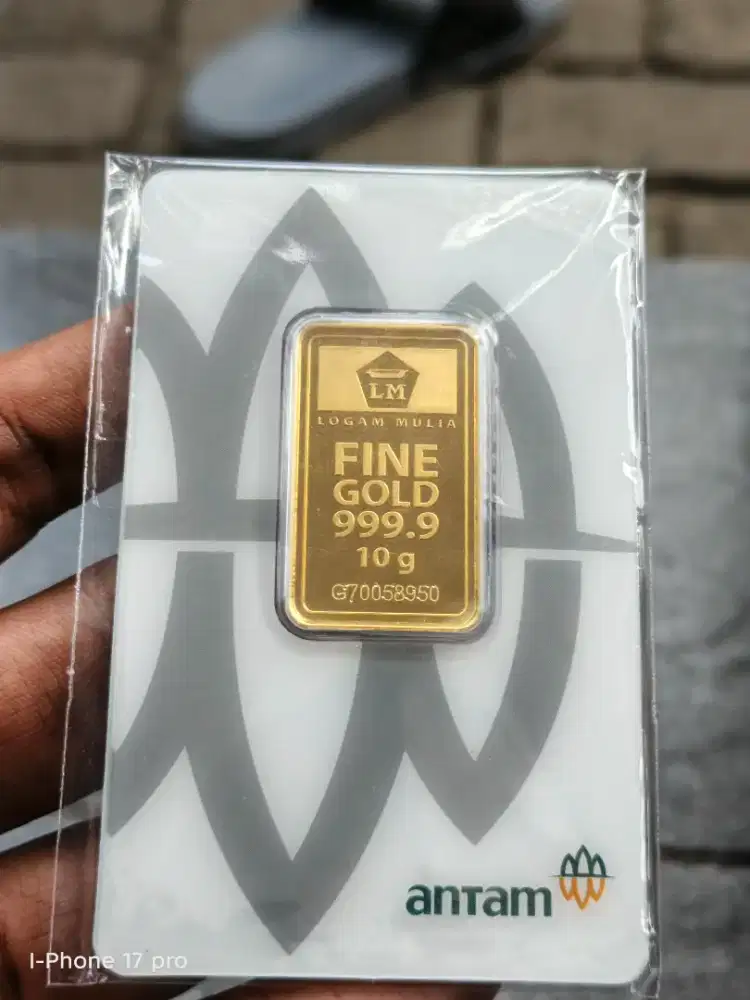 LM
LOGAM MULIA
FINE
GOLD
999.9
10 g
G70058950
antam
I-Phone 17 pro